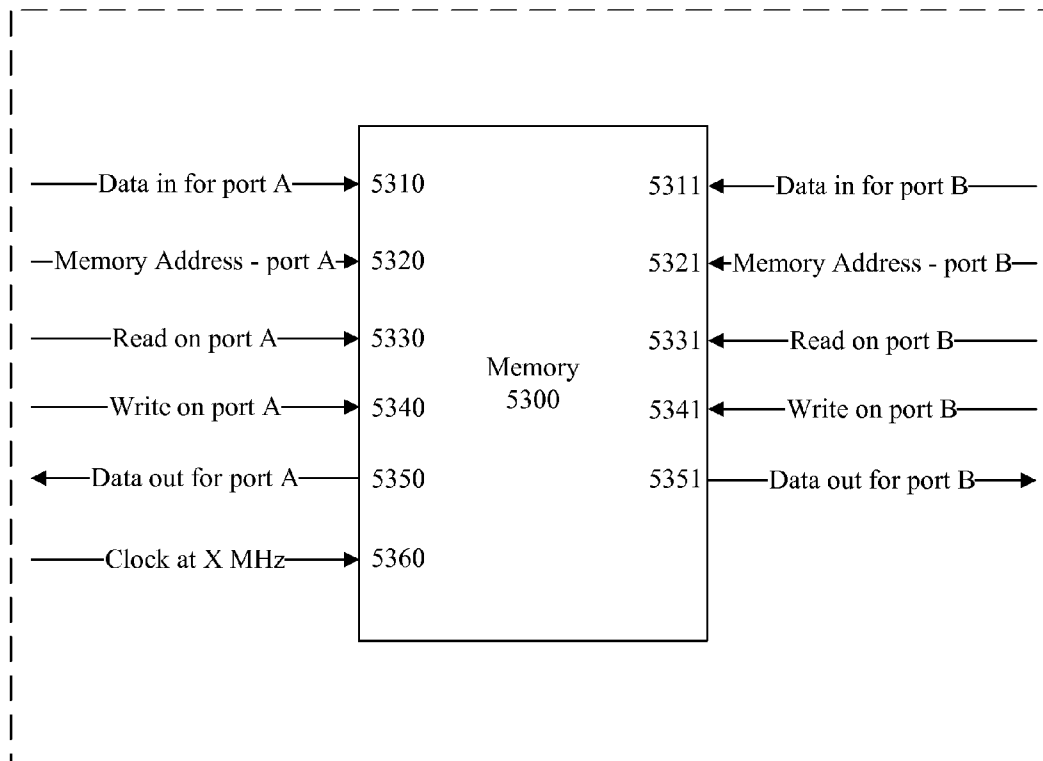 Data in for port A 5310 5311 Data in for port B
Memory Address - port A 5320 5321 Memory Address - port B
Read on port A 5330 5331 Read on port B
Memory
5300
Write on port A 5340 5341 Write on port B
Data out for port A 5350 5351 Data out for port B
Clock at X MHz 5360